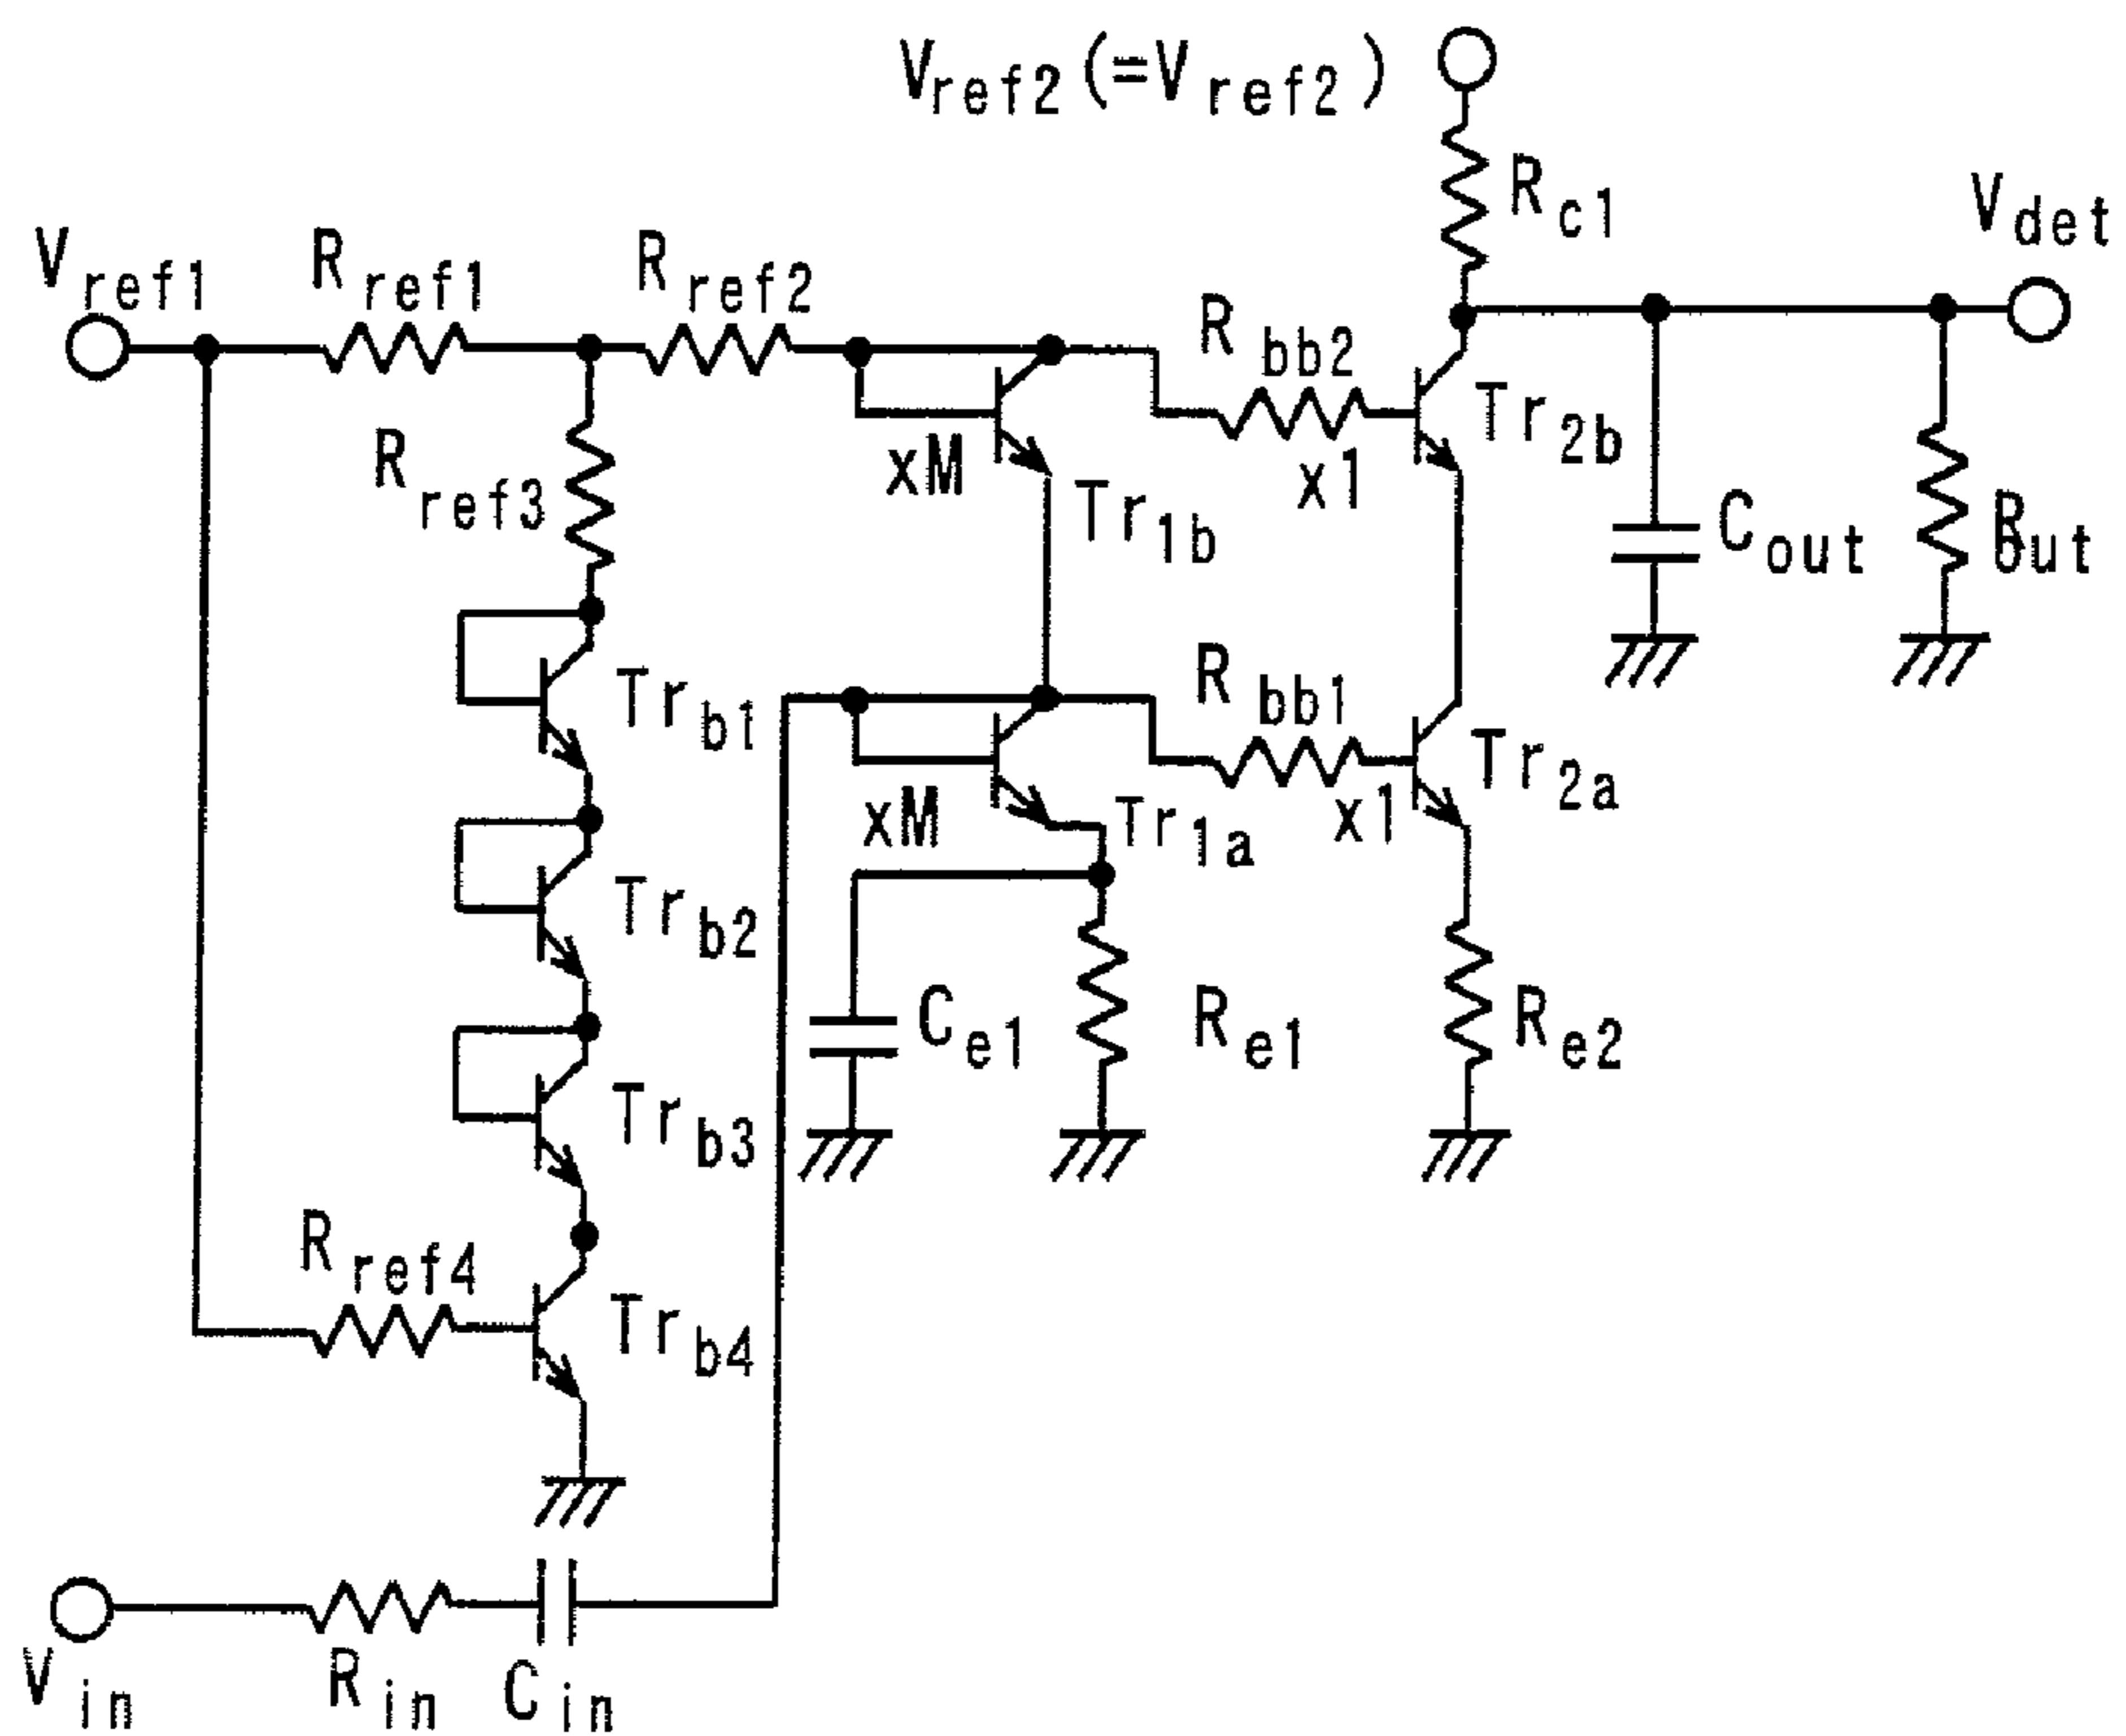 Vref2 (=Vref2)
Rc1
Vdet
Vref1
Rref1
Rref2
Rbb2
Rref3
xM
Tr1b
x1
Tr2b
Cout
Rout
Trb1
Rbb1
xM
Tr1a
x1
Tr2a
Trb2
Ce1
Re1
Re2
Trb3
Rref4
Trb4
Vin
Rin
Cin